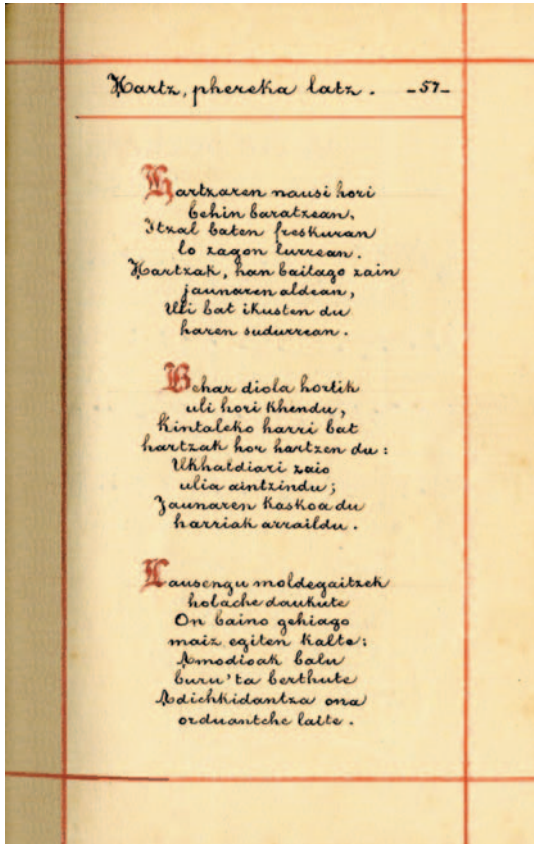 Hartz, phereka latz. -57-
Hartzaren nausi hori
behin baratzean,
Itzal baten freskuran
lo zagon lurrean.
Hartzak, han bailago zain
jaunaren aldean,
Uli bat ikusten du
haren sudurrean.
Behar diola hortik
uli hori khendu,
Kintaleko harri bat
hartzak hor hartzen du:
Ukhaldiari zaio
ulia aintzindu;
Jaunaren kaskoa du
harriak arraildu.
Lausengu moldegaitzek
holache daukute
On baino gehiago
maiz egiten kalte:
Amodioak balu
buru'ta berthute
Adichkidantza ona
orduantche laite.